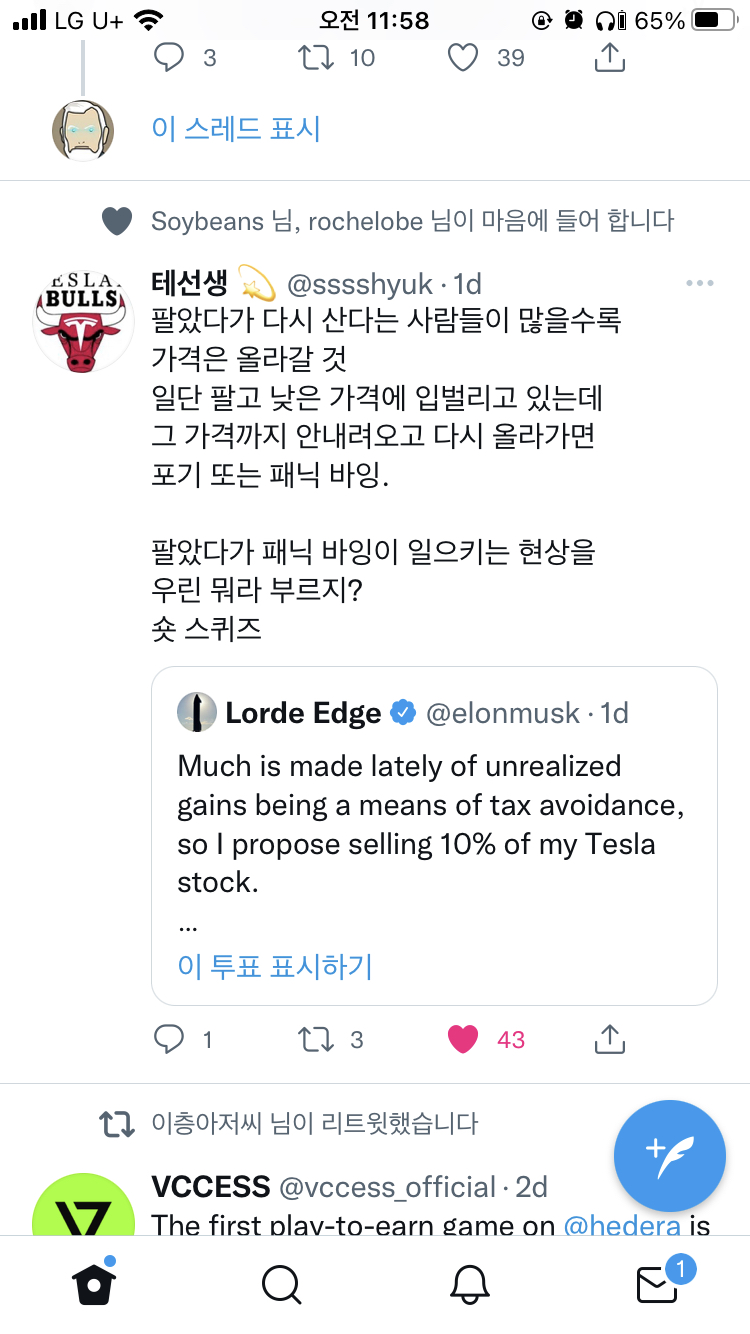 LG U+ 오전 11:58 65%
3 10 39
이 스레드 표시
Soybeans 님, rochelobe 님이 마음에 들어 합니다
TESLA
BULLS
테선생 💫 @sssshyuk · 1d
팔았다가 다시 산다는 사람들이 많을수록
가격은 올라갈 것
일단 팔고 낮은 가격에 입벌리고 있는데
그 가격까지 안내려오고 다시 올라가면
포기 또는 패닉 바잉.
팔았다가 패닉 바잉이 일으키는 현상을
우린 뭐라 부르지?
숏 스퀴즈
Lorde Edge @elonmusk · 1d
Much is made lately of unrealized
gains being a means of tax avoidance,
so I propose selling 10% of my Tesla
stock.
...
이 투표 표시하기
1 3 43
이층아저씨 님이 리트윗했습니다
VCCESS @vccess_official · 2d
The first play-to-earn game on @hedera is
1